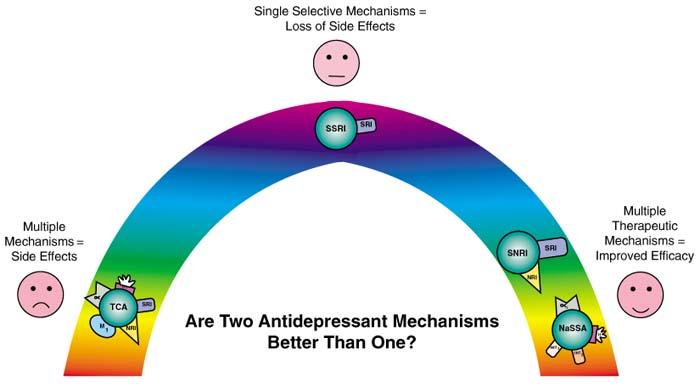 Single Selective Mechanisms =
Loss of Side Effects
SSRI
SRI
Multiple
Mechanisms =
Side Effects
TCA
SRI
NRI
M1
Multiple
Therapeutic
Mechanisms =
Improved Efficacy
SNRI
SRI
NRI
NaSSA
Are Two Antidepressant Mechanisms
Better Than One?